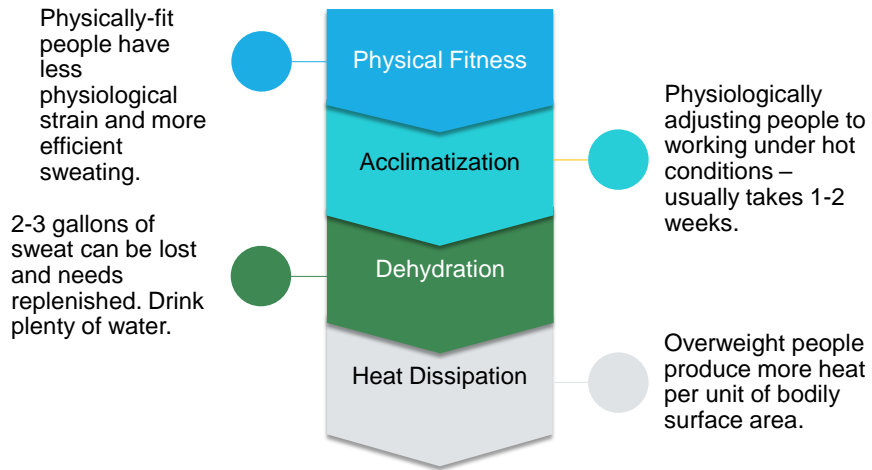 Physically-fit
people have
less
physiological
strain and more
efficient
sweating.
Physical Fitness
Acclimatization
Physiologically
adjusting people to
working under hot
conditions –
usually takes 1-2
weeks.
2-3 gallons of
sweat can be lost
and needs
replenished. Drink
plenty of water.
Dehydration
Heat Dissipation
Overweight people
produce more heat
per unit of bodily
surface area.